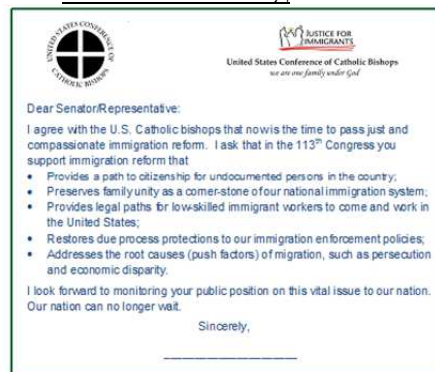 UNITED STATES CONFERENCE OF CATHOLIC BISHOPS
JUSTICE FOR
IMMIGRANTS
United States Conference of Catholic Bishops
we are one family under God
Dear Senator/Representative:
I agree with the U.S. Catholic bishops that now is the time to pass just and
compassionate immigration reform. I ask that in the 113th Congress you
support immigration reform that
• Provides a path to citizenship for undocumented persons in the country;
• Preserves family unity as a corner-stone of our national immigration system;
• Provides legal paths for low-skilled immigrant workers to come and work in
the United States;
• Restores due process protections to our immigration enforcement policies;
• Addresses the root causes (push factors) of migration, such as persecution
and economic disparity.
I look forward to monitoring your public position on this vital issue to our nation.
Our nation can no longer wait.
Sincerely,